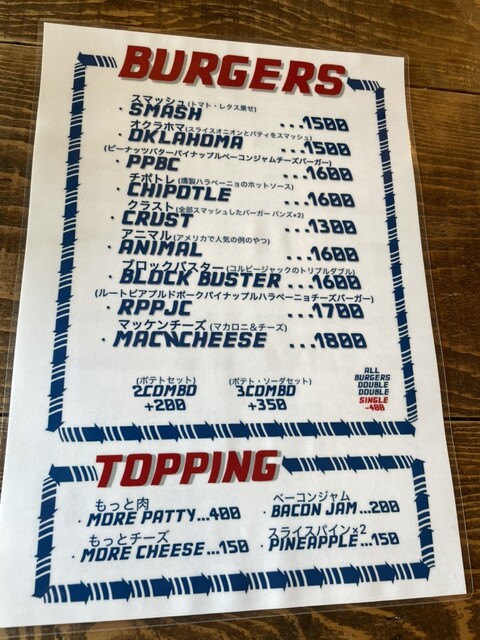 BURGERS
スマッシュ(トマト・レタス乗せ)
・SMASH ...1500
オクラホマ(スライスオニオンとパティをスマッシュ)
・OKLAHOMA ...1500
(ピーナッツバターパイナップルベーコンジャムチーズバーガー)
・PPBC ...1600
チポトレ(燻製ハラペーニョのホットソース)
・CHIPOTLE ...1600
クラスト(全部スマッシュしたバーガー バンズ×2)
・CRUST ...1300
アニマル(アメリカで人気の例のやつ)
・ANIMAL ...1600
ブロックバスター(コルビージャックのトリプルダブル)
・BLOCK BUSTER ...1600
(ルートビアプルドポークパイナップルハラペーニョチーズバーガー)
・RPPJC ...1700
マッケンチーズ(マカロニ&チーズ)
・MAC\CHEESE ...1800
(ポテトセット)
2COMBO
+200
(ポテト・ソーダセット)
3COMBO
+350
ALL
BURGERS
DOUBLE
DOUBLE
SINGLE
-400
TOPPING
もっと肉
・MORE PATTY...400
ベーコンジャム
・BACON JAM...200
もっとチーズ
・MORE CHEESE...150
スライスパイン×2
・PINEAPPLE...150